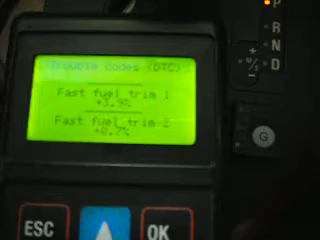 Trouble codes (DTC)
Fast fuel trim 1
+3.9%
Fast fuel trim 2
+0.7%
ESC
OK
P
R
N
D
+
M/S
-
G